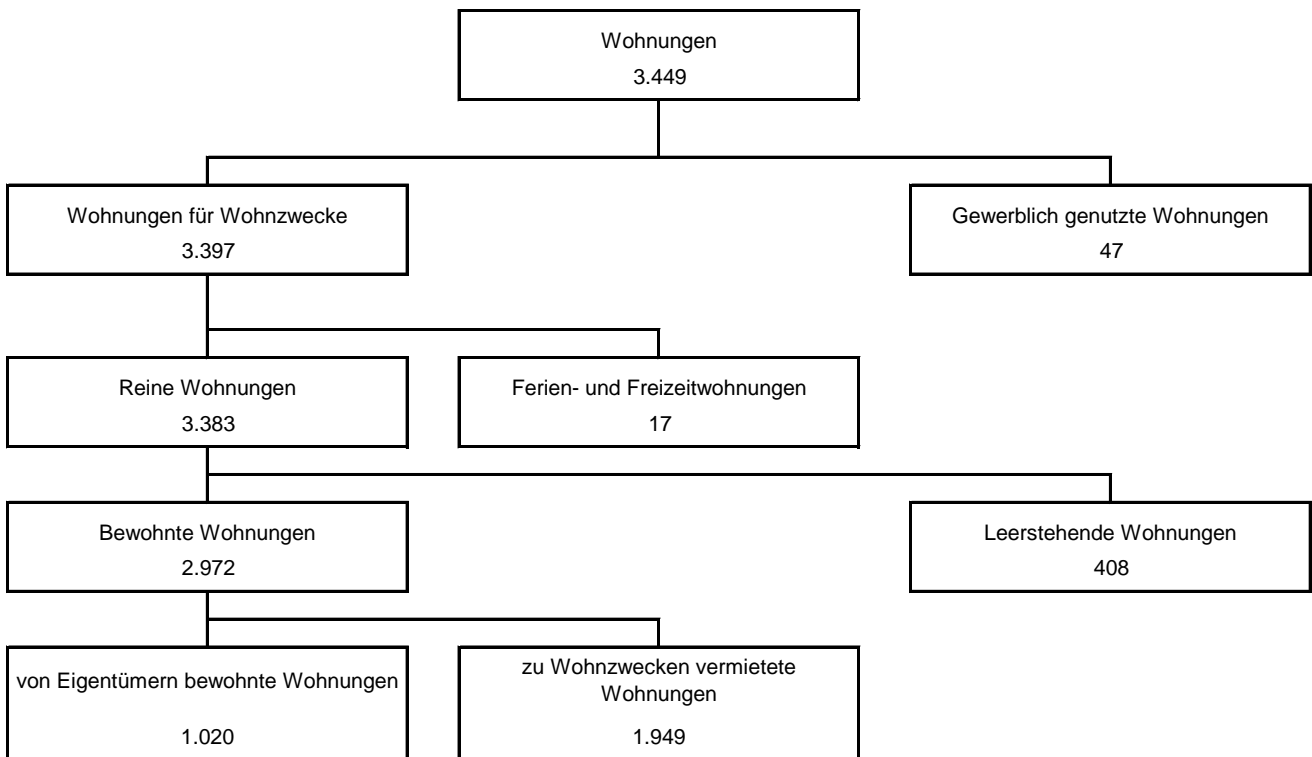 Wohnungen
3.449
Wohnungen für Wohnzwecke
3.397
Gewerblich genutzte Wohnungen
47
Reine Wohnungen
3.383
Ferien- und Freizeitwohnungen
17
Bewohnte Wohnungen
2.972
Leerstehende Wohnungen
408
von Eigentümern bewohnte Wohnungen
1.020
zu Wohnzwecken vermietete
Wohnungen
1.949